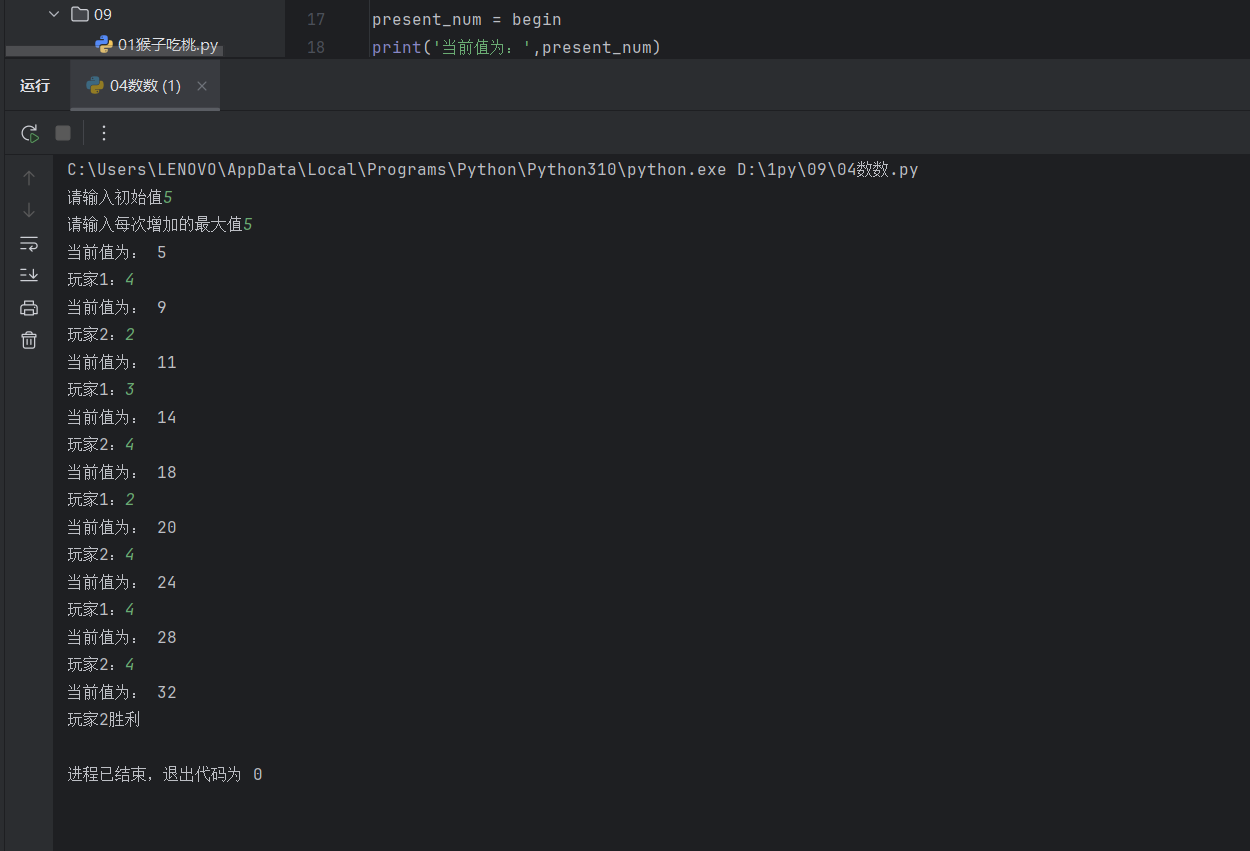 09
01猴子吃桃.py
17 present_num = begin
18 print('当前值为：',present_num)
运行 04数数 (1)
C:\Users\LENOVO\AppData\Local\Programs\Python\Python310\python.exe D:\1py\09\04数数.py
请输入初始值5
请输入每次增加的最大值5
当前值为： 5
玩家1：4
当前值为： 9
玩家2：2
当前值为： 11
玩家1：3
当前值为： 14
玩家2：4
当前值为： 18
玩家1：2
当前值为： 20
玩家2：4
当前值为： 24
玩家1：4
当前值为： 28
玩家2：4
当前值为： 32
玩家2胜利
进程已结束，退出代码为 0